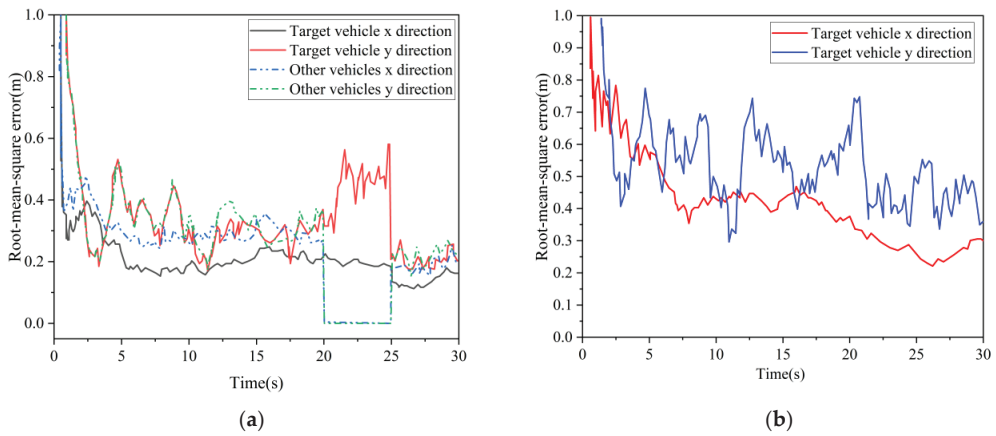 1.0
0.8
0.6
0.4
0.2
0.0
Root-mean-square error(m)
Target vehicle x direction
Target vehicle y direction
Other vehicles x direction
Other vehicles y direction
0 5 10 15 20 25 30
Time(s)
(a)
1.0
0.9
0.8
0.7
0.6
0.5
0.4
0.3
0.2
0.1
0.0
Root-mean-square error(m)
Target vehicle x direction
Target vehicle y direction
0 5 10 15 20 25 30
Time(s)
(b)